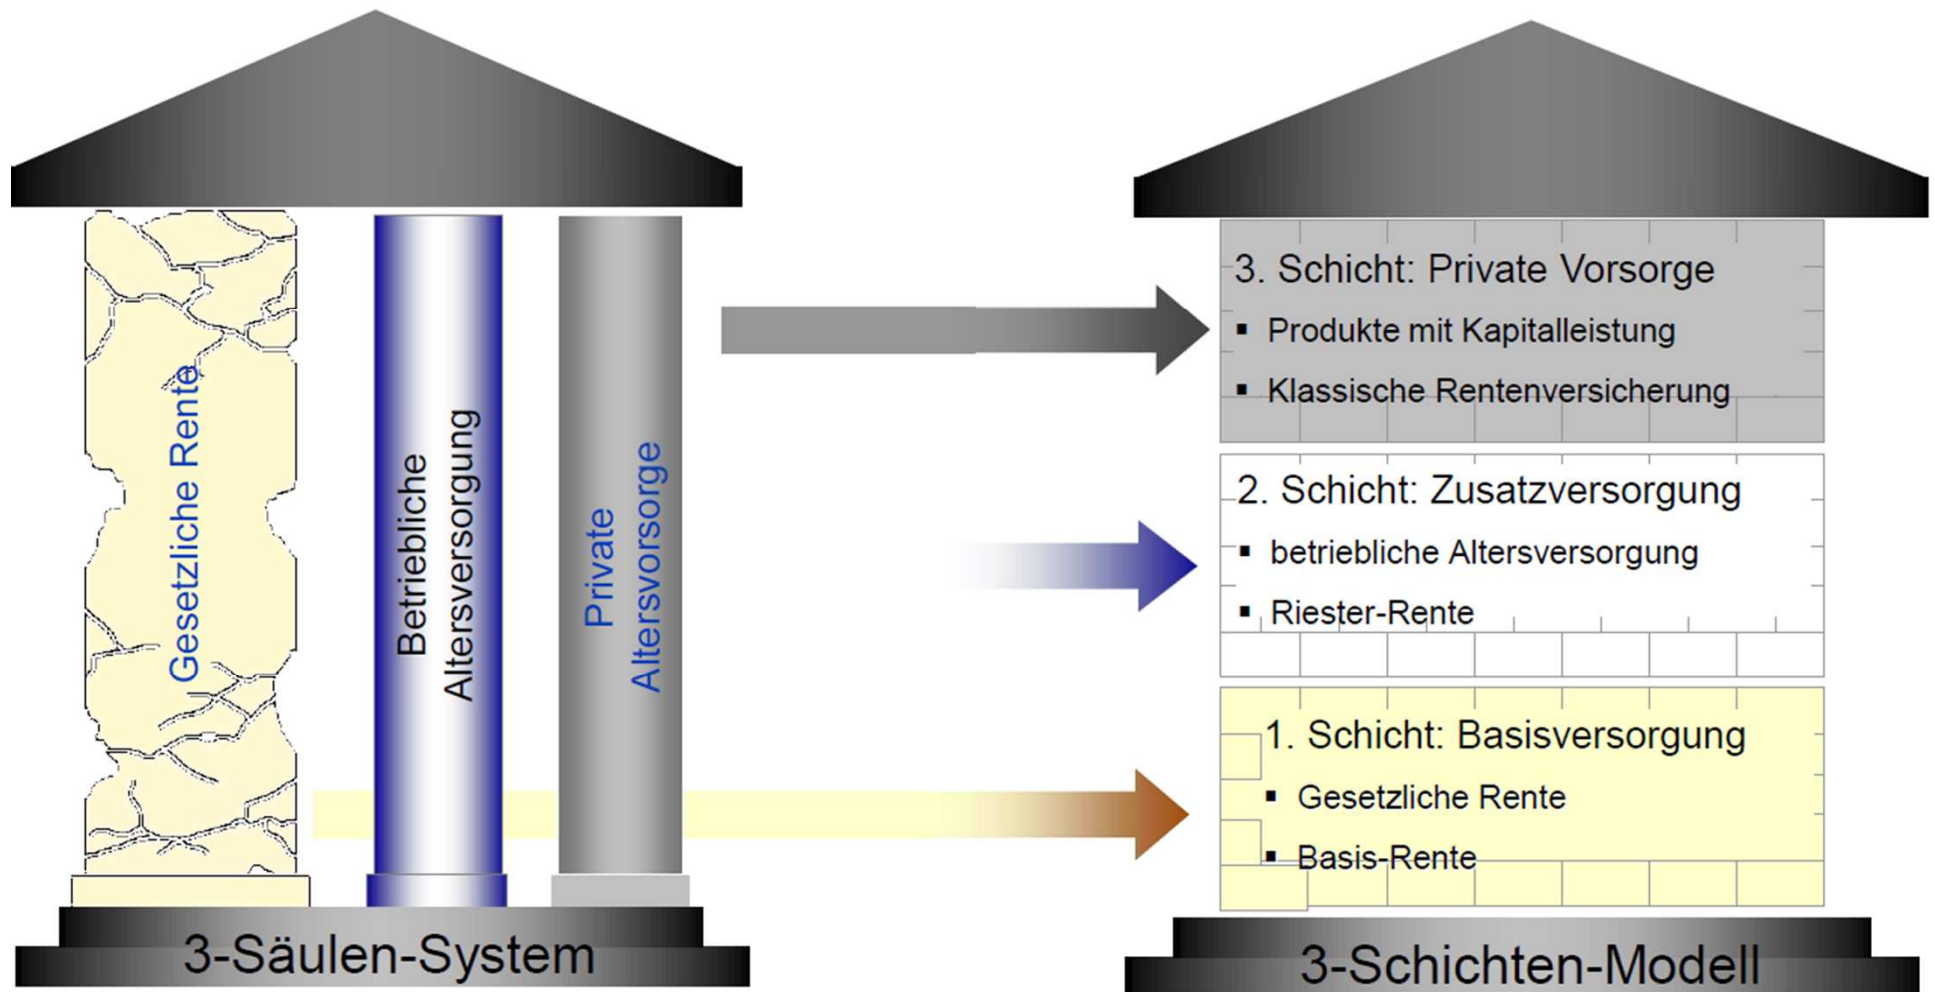 Gesetzliche Rente
Betriebliche
Altersversorgung
Private
Altersvorsorge
3-Säulen-System
3. Schicht: Private Vorsorge
▪ Produkte mit Kapitalleistung
▪ Klassische Rentenversicherung
2. Schicht: Zusatzversorgung
▪ betriebliche Altersversorgung
▪ Riester-Rente
1. Schicht: Basisversorgung
▪ Gesetzliche Rente
▪ Basis-Rente
3-Schichten-Modell